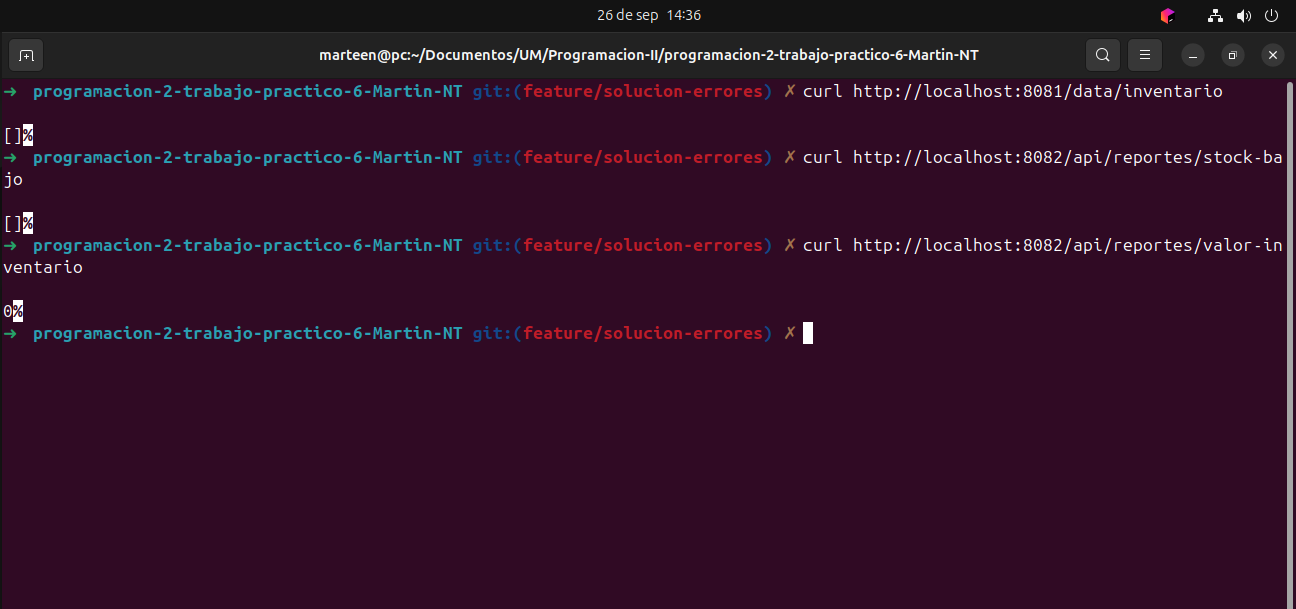 26 de sep 14:36
marteen@pc:~/Documentos/UM/Programacion-II/programacion-2-trabajo-practico-6-Martin-NT
➜ programacion-2-trabajo-practico-6-Martin-NT git:(feature/solucion-errores) ✗ curl http://localhost:8081/data/inventario
[]%
➜ programacion-2-trabajo-practico-6-Martin-NT git:(feature/solucion-errores) ✗ curl http://localhost:8082/api/reportes/stock-ba
jo
[]%
➜ programacion-2-trabajo-practico-6-Martin-NT git:(feature/solucion-errores) ✗ curl http://localhost:8082/api/reportes/valor-in
ventario
0%
➜ programacion-2-trabajo-practico-6-Martin-NT git:(feature/solucion-errores) ✗